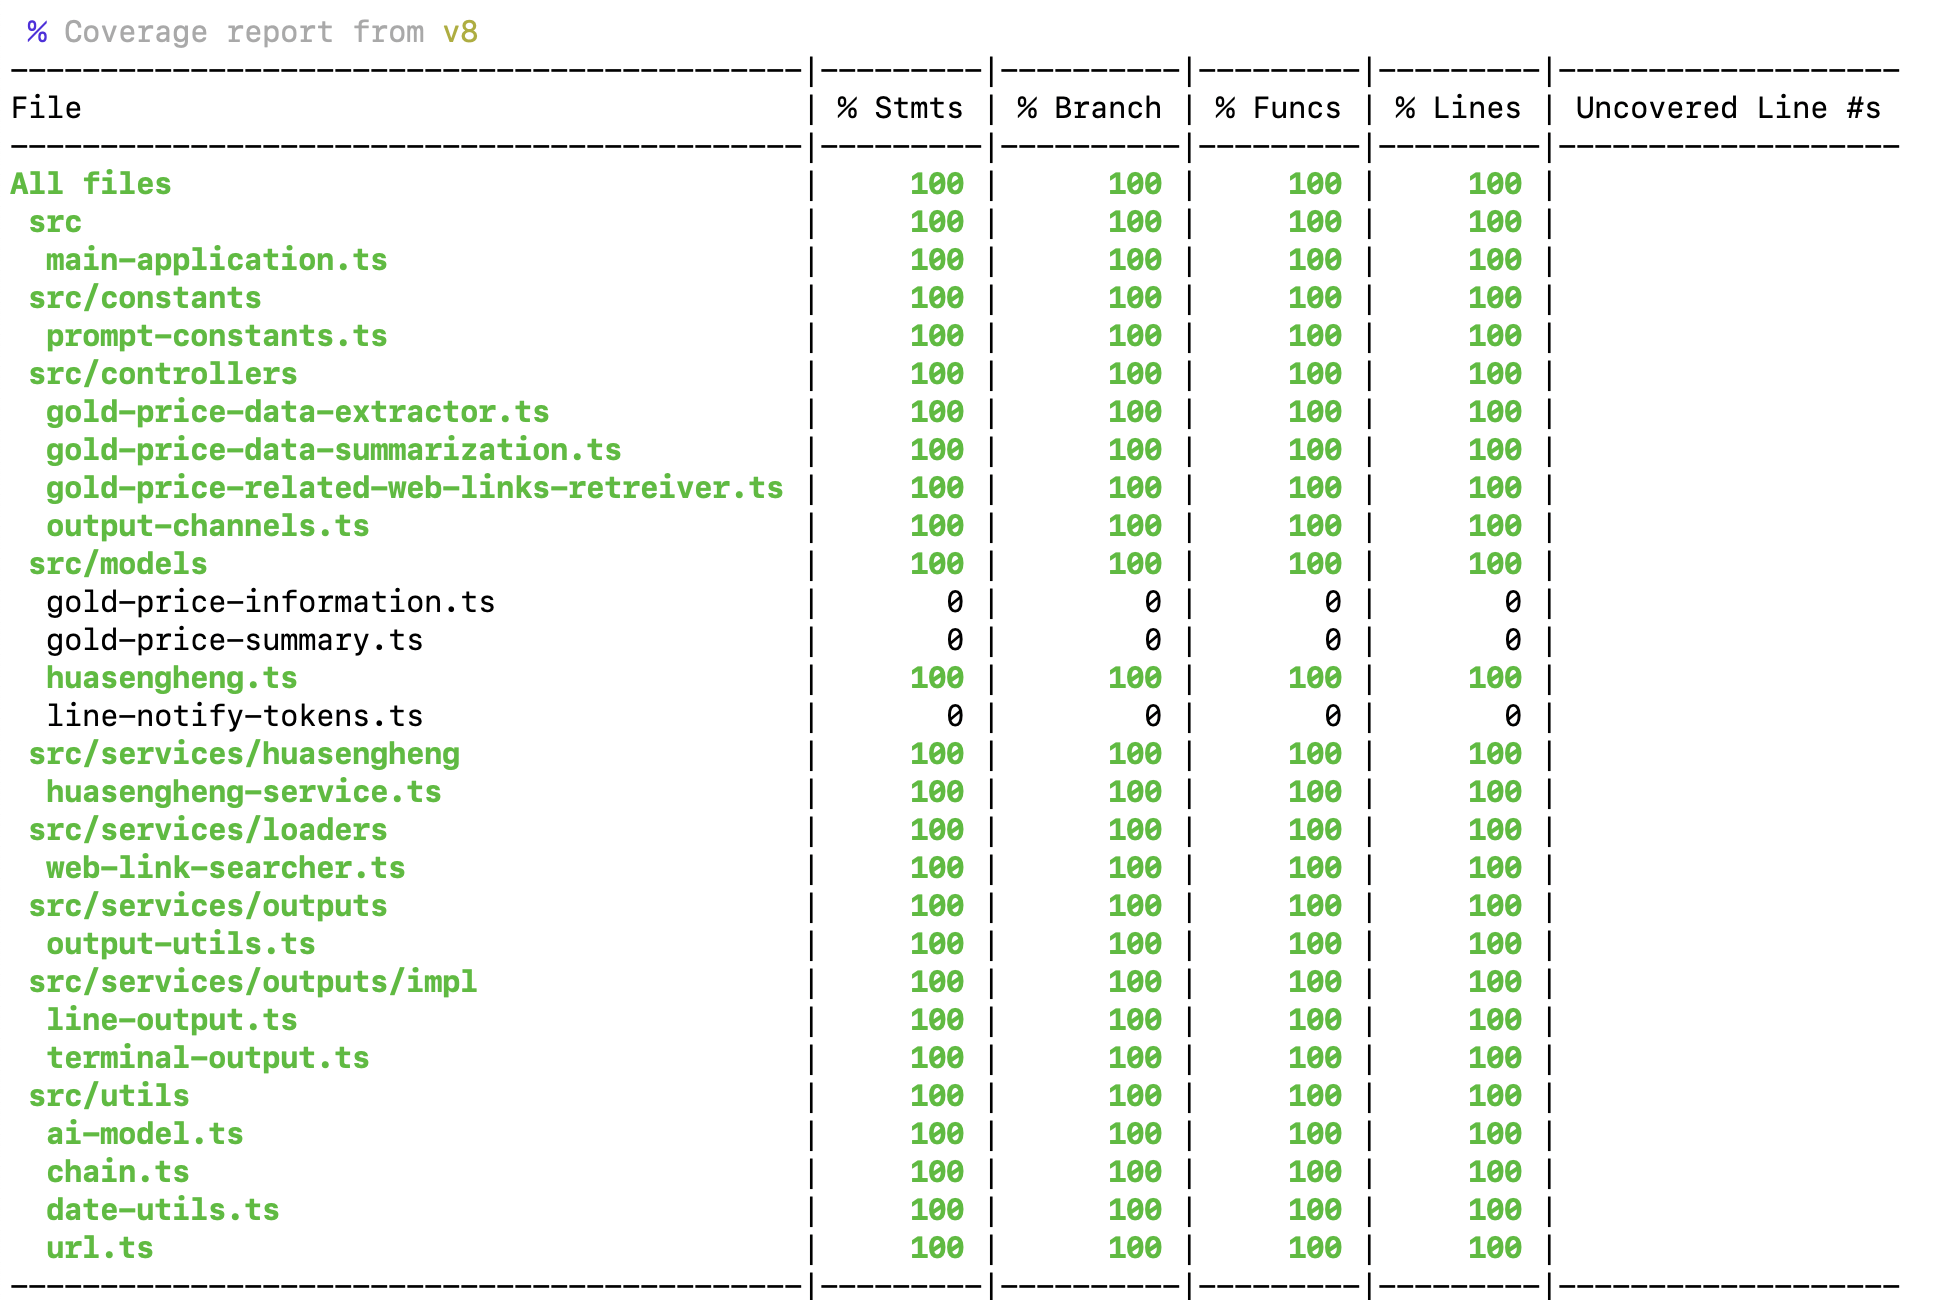 % Coverage report from v8
File | % Stmts | % Branch | % Funcs | % Lines | Uncovered Line #s
All files | 100 | 100 | 100 | 100 |
src | 100 | 100 | 100 | 100 |
main-application.ts | 100 | 100 | 100 | 100 |
src/constants | 100 | 100 | 100 | 100 |
prompt-constants.ts | 100 | 100 | 100 | 100 |
src/controllers | 100 | 100 | 100 | 100 |
gold-price-data-extractor.ts | 100 | 100 | 100 | 100 |
gold-price-data-summarization.ts | 100 | 100 | 100 | 100 |
gold-price-related-web-links-retreiver.ts | 100 | 100 | 100 | 100 |
output-channels.ts | 100 | 100 | 100 | 100 |
src/models | 100 | 100 | 100 | 100 |
gold-price-information.ts | 0 | 0 | 0 | 0 |
gold-price-summary.ts | 0 | 0 | 0 | 0 |
huasengheng.ts | 100 | 100 | 100 | 100 |
line-notify-tokens.ts | 0 | 0 | 0 | 0 |
src/services/huasengheng | 100 | 100 | 100 | 100 |
huasengheng-service.ts | 100 | 100 | 100 | 100 |
src/services/loaders | 100 | 100 | 100 | 100 |
web-link-searcher.ts | 100 | 100 | 100 | 100 |
src/services/outputs | 100 | 100 | 100 | 100 |
output-utils.ts | 100 | 100 | 100 | 100 |
src/services/outputs/impl | 100 | 100 | 100 | 100 |
line-output.ts | 100 | 100 | 100 | 100 |
terminal-output.ts | 100 | 100 | 100 | 100 |
src/utils | 100 | 100 | 100 | 100 |
ai-model.ts | 100 | 100 | 100 | 100 |
chain.ts | 100 | 100 | 100 | 100 |
date-utils.ts | 100 | 100 | 100 | 100 |
url.ts | 100 | 100 | 100 | 100 |